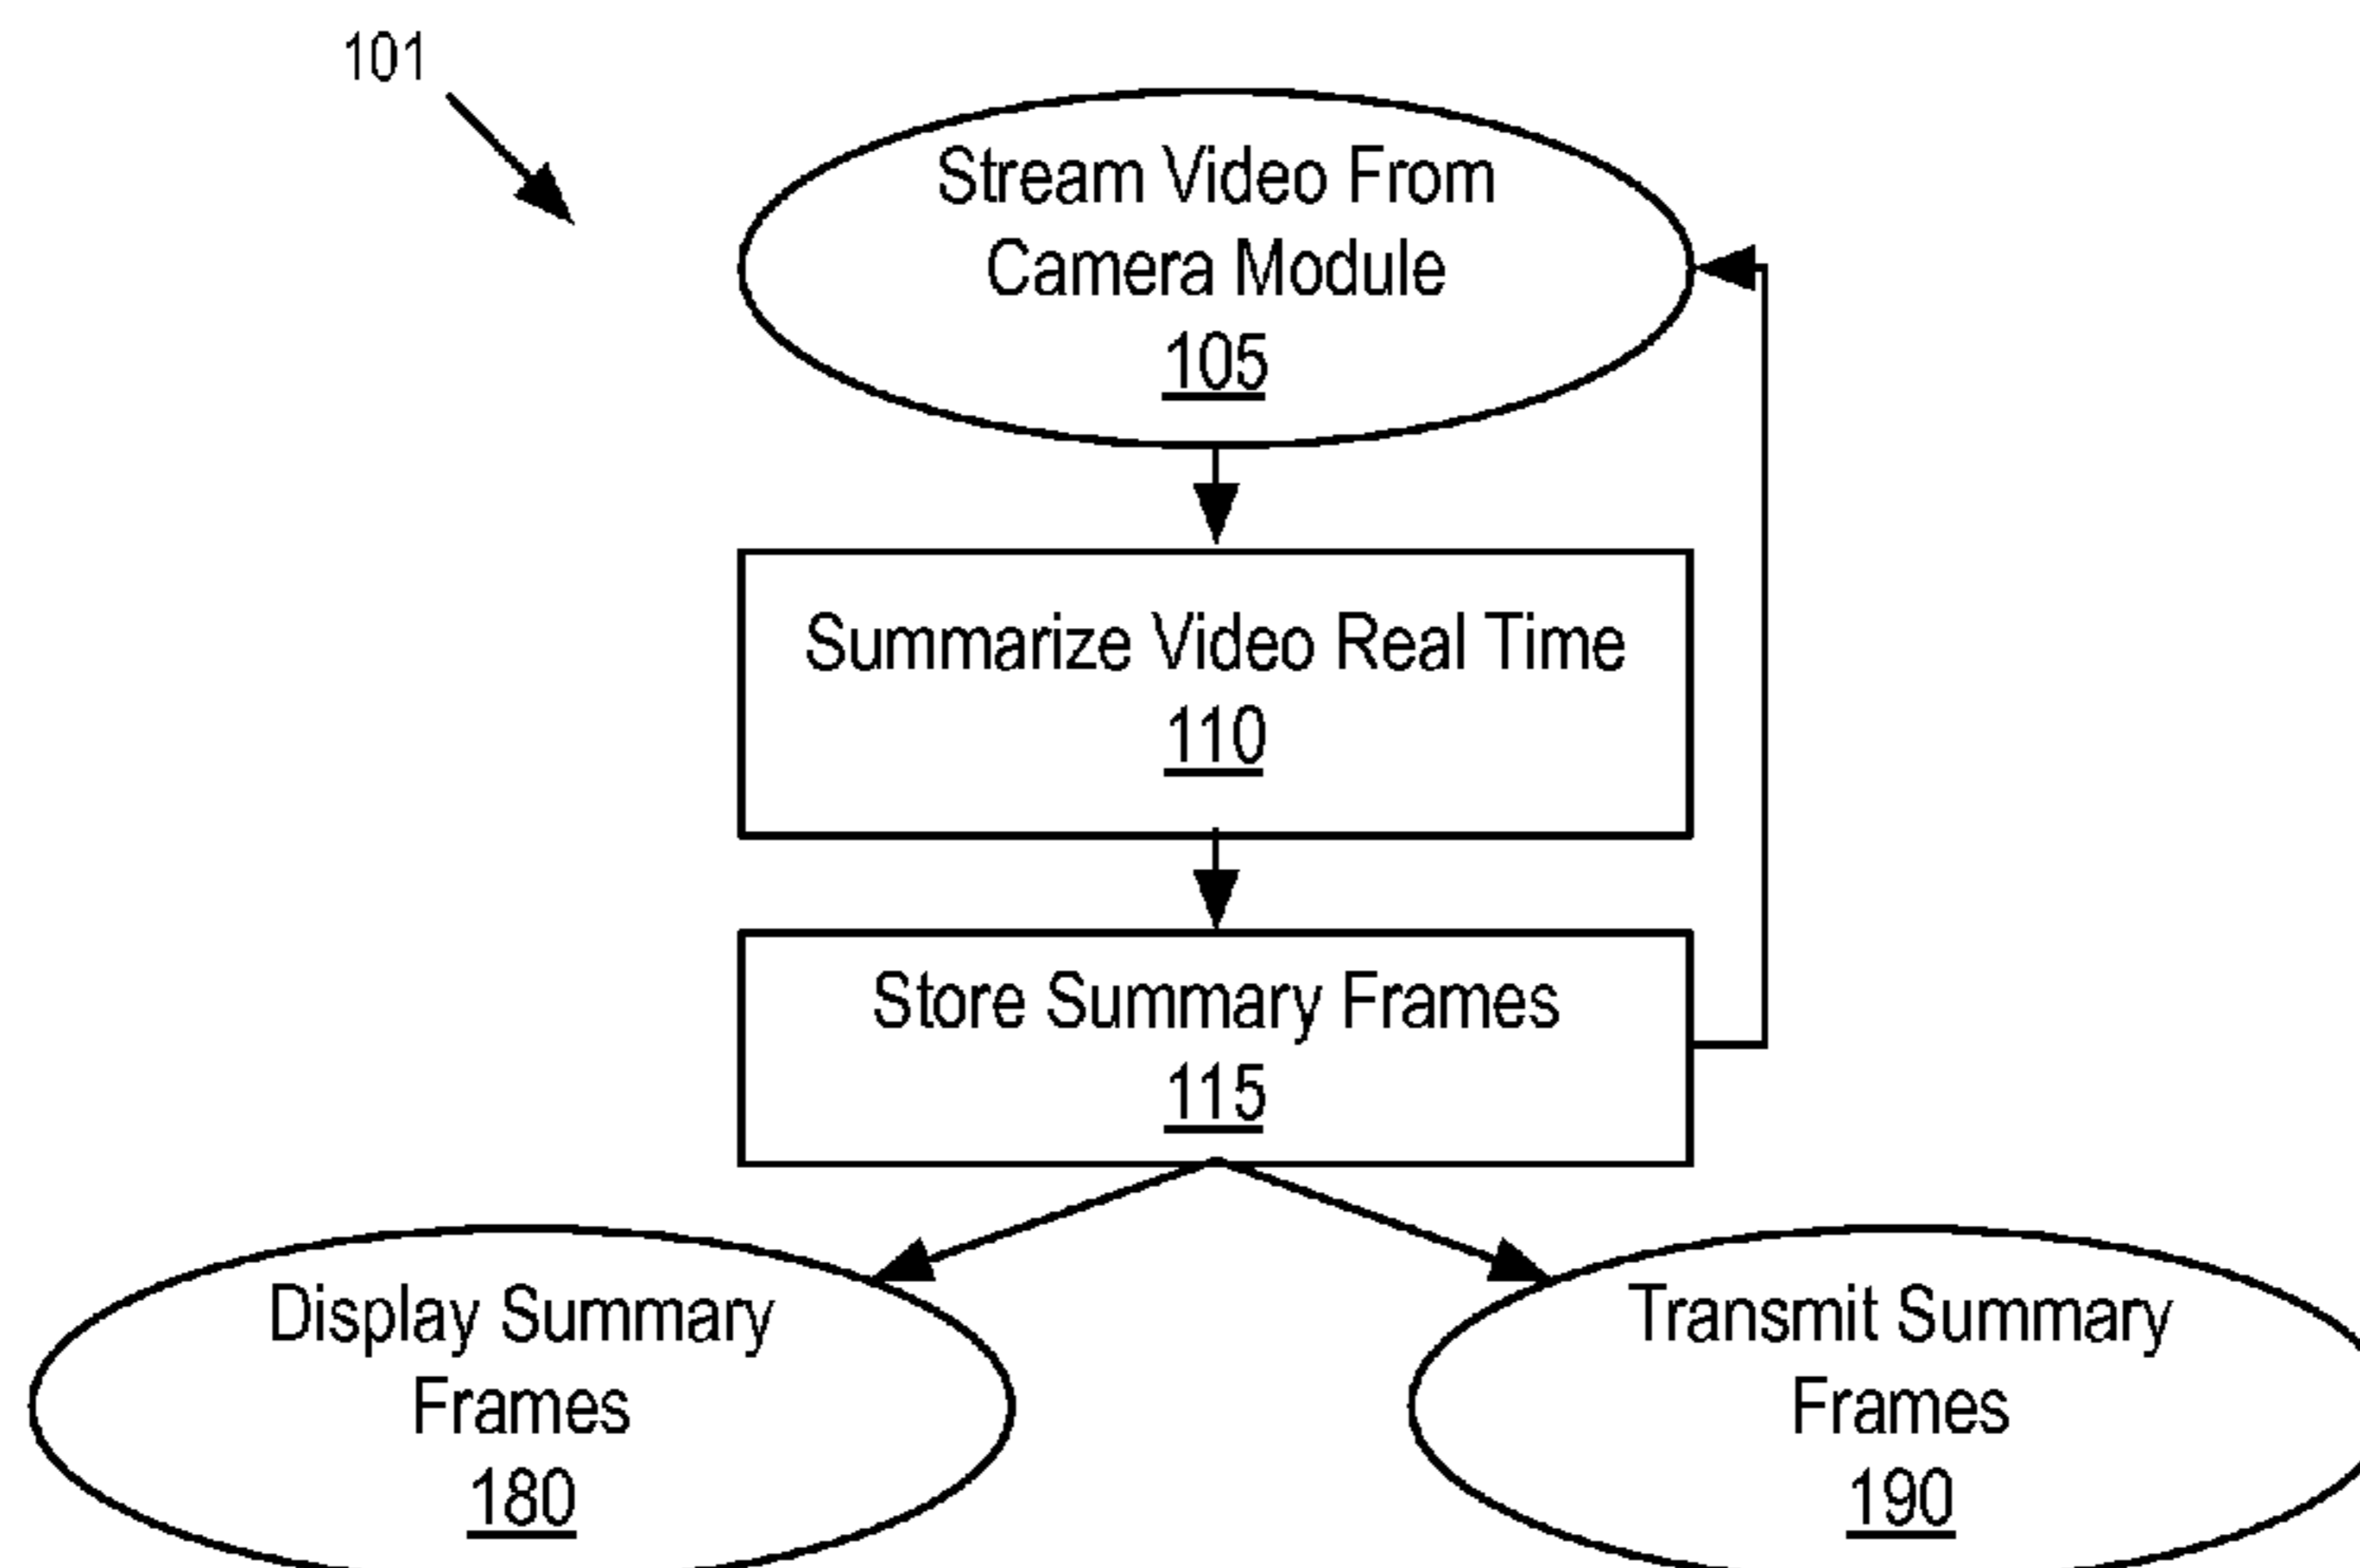 101
Stream Video From
Camera Module
105
Summarize Video Real Time
110
Store Summary Frames
115
Display Summary
Frames
180
Transmit Summary
Frames
190